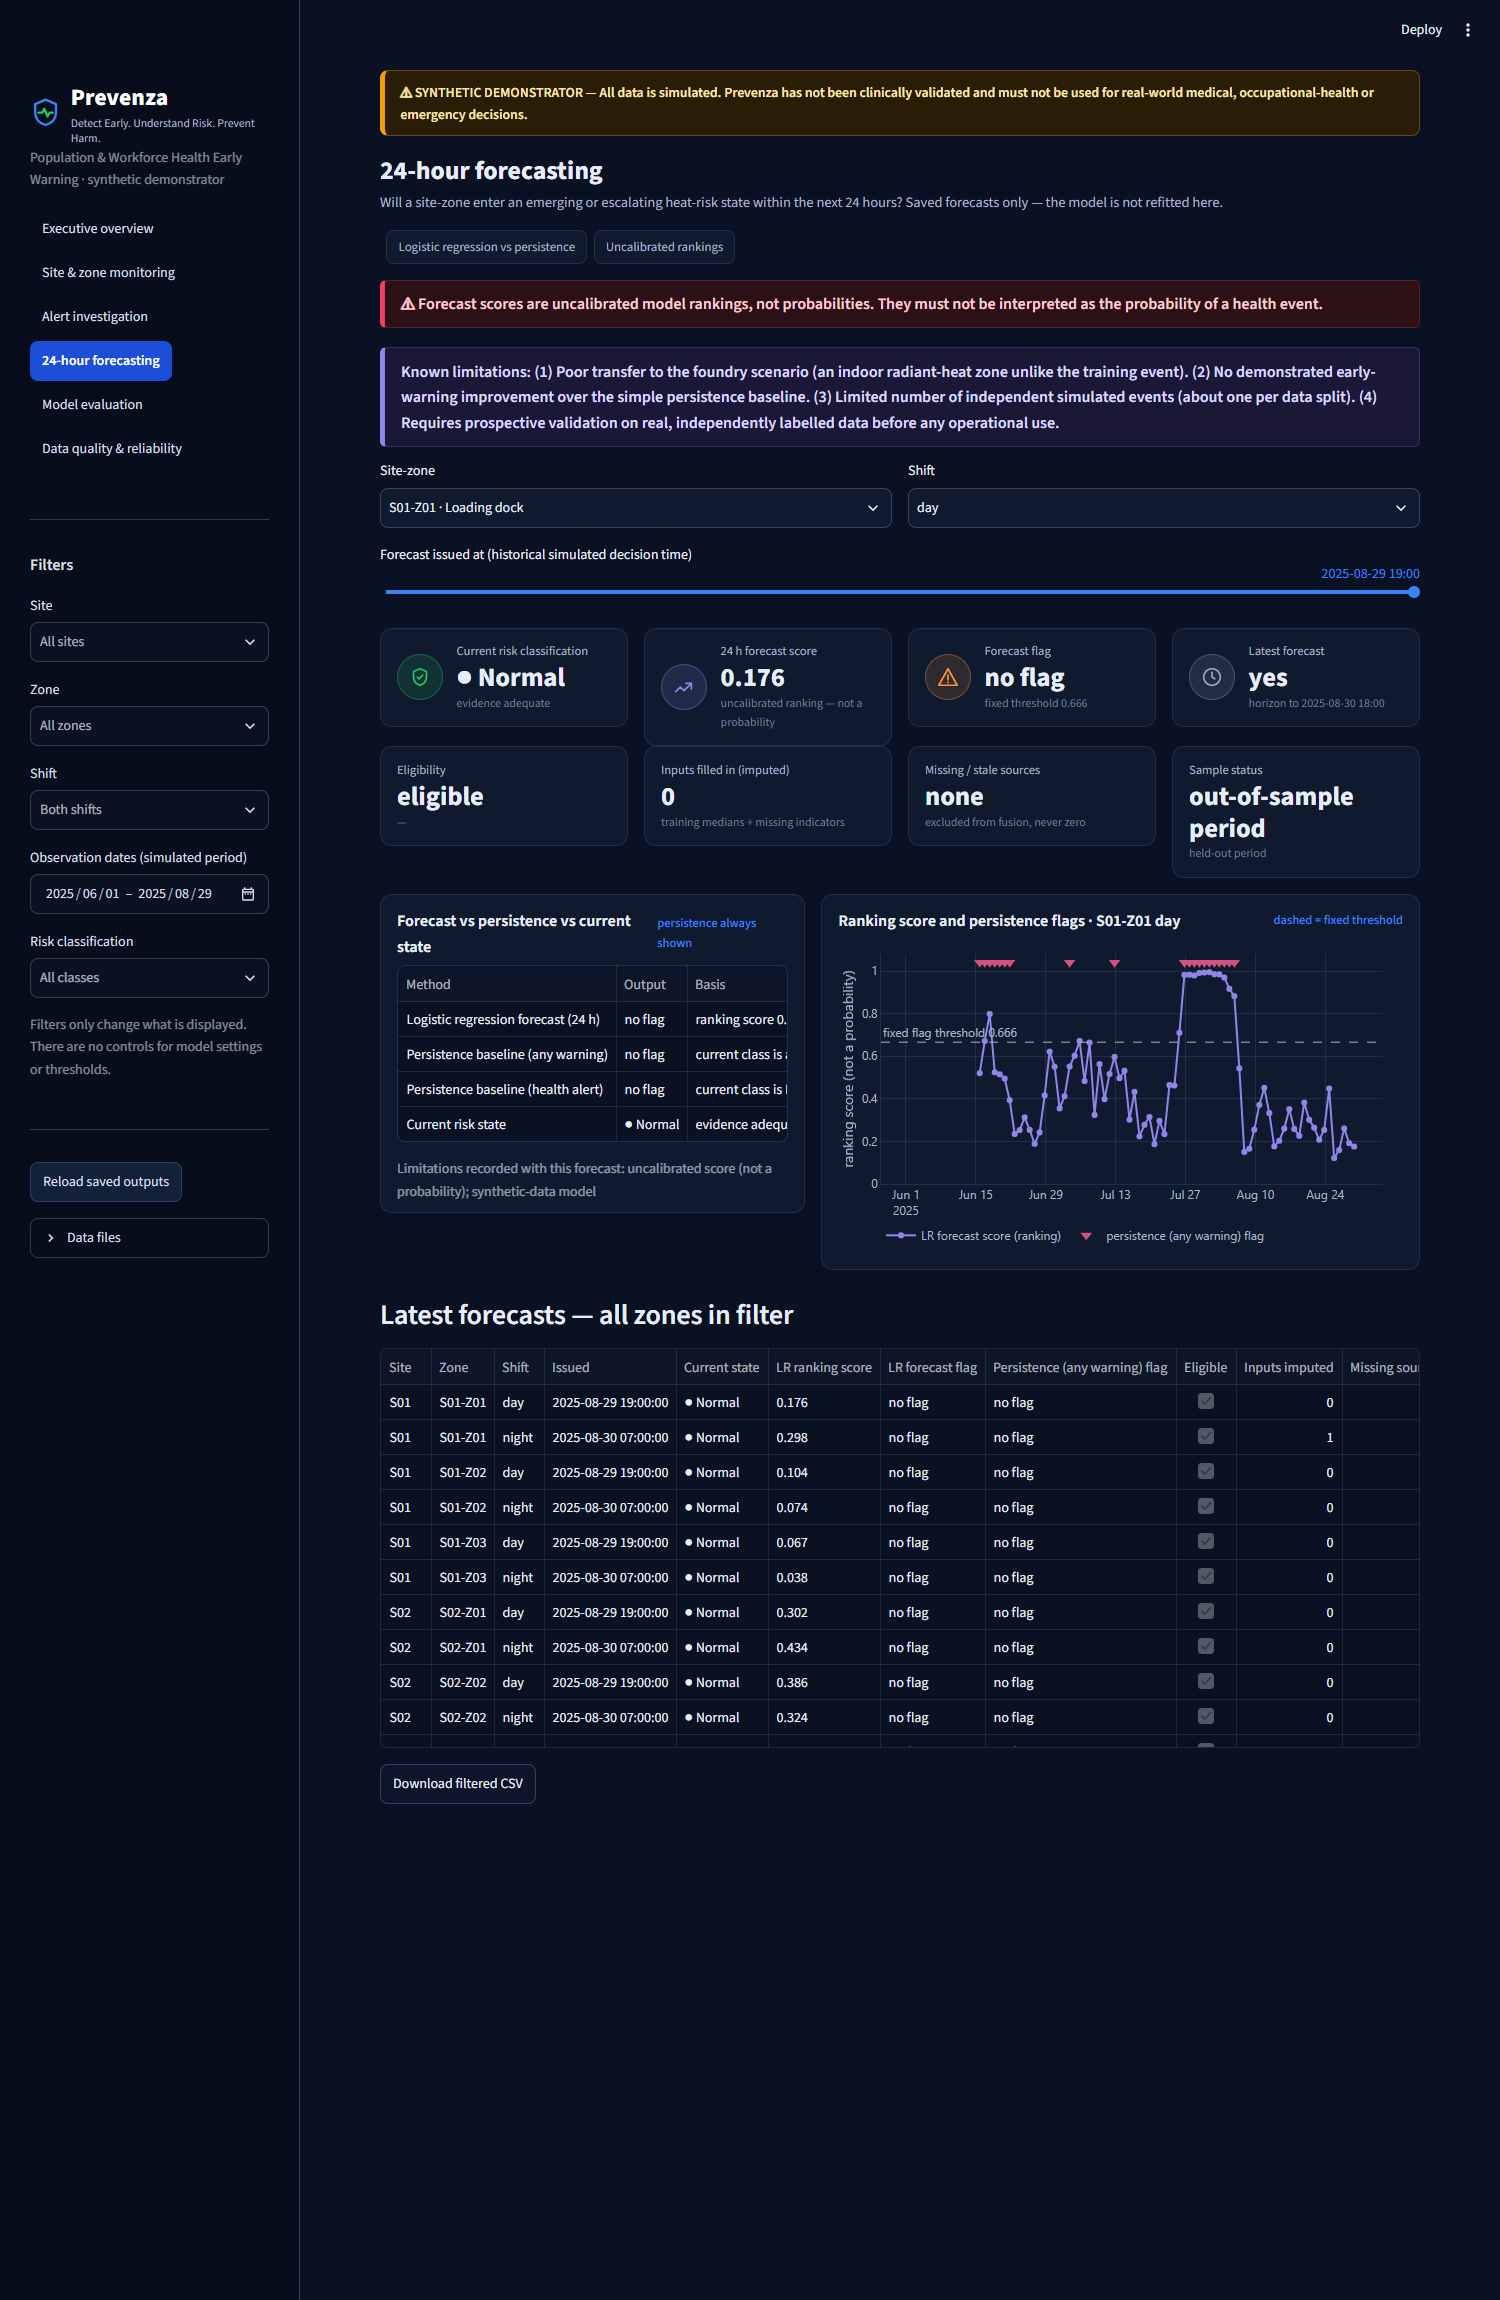 Deploy
Prevenza
Detect Early. Understand Risk. Prevent
Harm.
Population & Workforce Health Early
Warning · synthetic demonstrator
Executive overview
Site & zone monitoring
Alert investigation
24-hour forecasting
Model evaluation
Data quality & reliability
Filters
Site
All sites
Zone
All zones
Shift
Both shifts
Observation dates (simulated period)
2025/06/01 – 2025/08/29
Risk classification
All classes
Filters only change what is displayed.
There are no controls for model settings
or thresholds.
Reload saved outputs
Data files
⚠ SYNTHETIC DEMONSTRATOR — All data is simulated. Prevenza has not been clinically validated and must not be used for real-world medical, occupational-health or
emergency decisions.
24-hour forecasting
Will a site-zone enter an emerging or escalating heat-risk state within the next 24 hours? Saved forecasts only — the model is not refitted here.
Logistic regression vs persistence
Uncalibrated rankings
⚠ Forecast scores are uncalibrated model rankings, not probabilities. They must not be interpreted as the probability of a health event.
Known limitations: (1) Poor transfer to the foundry scenario (an indoor radiant-heat zone unlike the training event). (2) No demonstrated early-
warning improvement over the simple persistence baseline. (3) Limited number of independent simulated events (about one per data split). (4)
Requires prospective validation on real, independently labelled data before any operational use.
Site-zone
S01-Z01 · Loading dock
Shift
day
Forecast issued at (historical simulated decision time)
2025-08-29 19:00
Current risk classification
● Normal
evidence adequate
24 h forecast score
0.176
uncalibrated ranking — not a
probability
Forecast flag
no flag
fixed threshold 0.666
Latest forecast
yes
horizon to 2025-08-30 18:00
Eligibility
eligible
—
Inputs filled in (imputed)
0
training medians + missing indicators
Missing / stale sources
none
excluded from fusion, never zero
Sample status
out-of-sample
period
held-out period
Forecast vs persistence vs current
state
persistence always
shown
Method Output Basis
Logistic regression forecast (24 h) no flag ranking score 0.
Persistence baseline (any warning) no flag current class is
Persistence baseline (health alert) no flag current class is
Current risk state ● Normal evidence adequ
Limitations recorded with this forecast: uncalibrated score (not a
probability); synthetic-data model
Ranking score and persistence flags · S01-Z01 day
dashed = fixed threshold
ranking score (not a probability)
1
0.8
0.6
0.4
0.2
0
fixed flag threshold 0.666
Jun 1 Jun 15 Jun 29 Jul 13 Jul 27 Aug 10 Aug 24
2025
LR forecast score (ranking) persistence (any warning) flag
Latest forecasts — all zones in filter
Site Zone Shift Issued Current state LR ranking score LR forecast flag Persistence (any warning) flag Eligible Inputs imputed Missing sour
S01 S01-Z01 day 2025-08-29 19:00:00 ● Normal 0.176 no flag no flag 0
S01 S01-Z01 night 2025-08-30 07:00:00 ● Normal 0.298 no flag no flag 1
S01 S01-Z02 day 2025-08-29 19:00:00 ● Normal 0.104 no flag no flag 0
S01 S01-Z02 night 2025-08-30 07:00:00 ● Normal 0.074 no flag no flag 0
S01 S01-Z03 day 2025-08-29 19:00:00 ● Normal 0.067 no flag no flag 0
S01 S01-Z03 night 2025-08-30 07:00:00 ● Normal 0.038 no flag no flag 0
S02 S02-Z01 day 2025-08-29 19:00:00 ● Normal 0.302 no flag no flag 0
S02 S02-Z01 night 2025-08-30 07:00:00 ● Normal 0.434 no flag no flag 0
S02 S02-Z02 day 2025-08-29 19:00:00 ● Normal 0.386 no flag no flag 0
S02 S02-Z02 night 2025-08-30 07:00:00 ● Normal 0.324 no flag no flag 0
Download filtered CSV